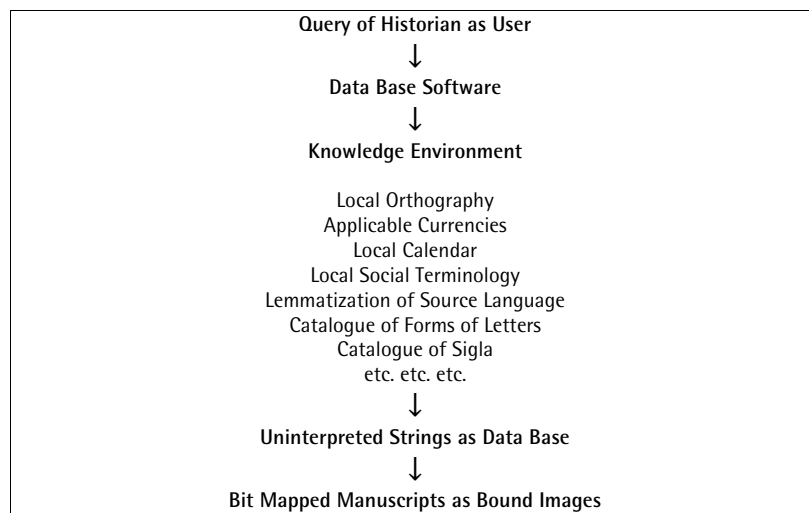 Query of Historian as User
↓
Data Base Software
↓
Knowledge Environment
Local Orthography
Applicable Currencies
Local Calendar
Local Social Terminology
Lemmatization of Source Language
Catalogue of Forms of Letters
Catalogue of Sigla
etc. etc. etc.
↓
Uninterpreted Strings as Data Base
↓
Bit Mapped Manuscripts as Bound Images